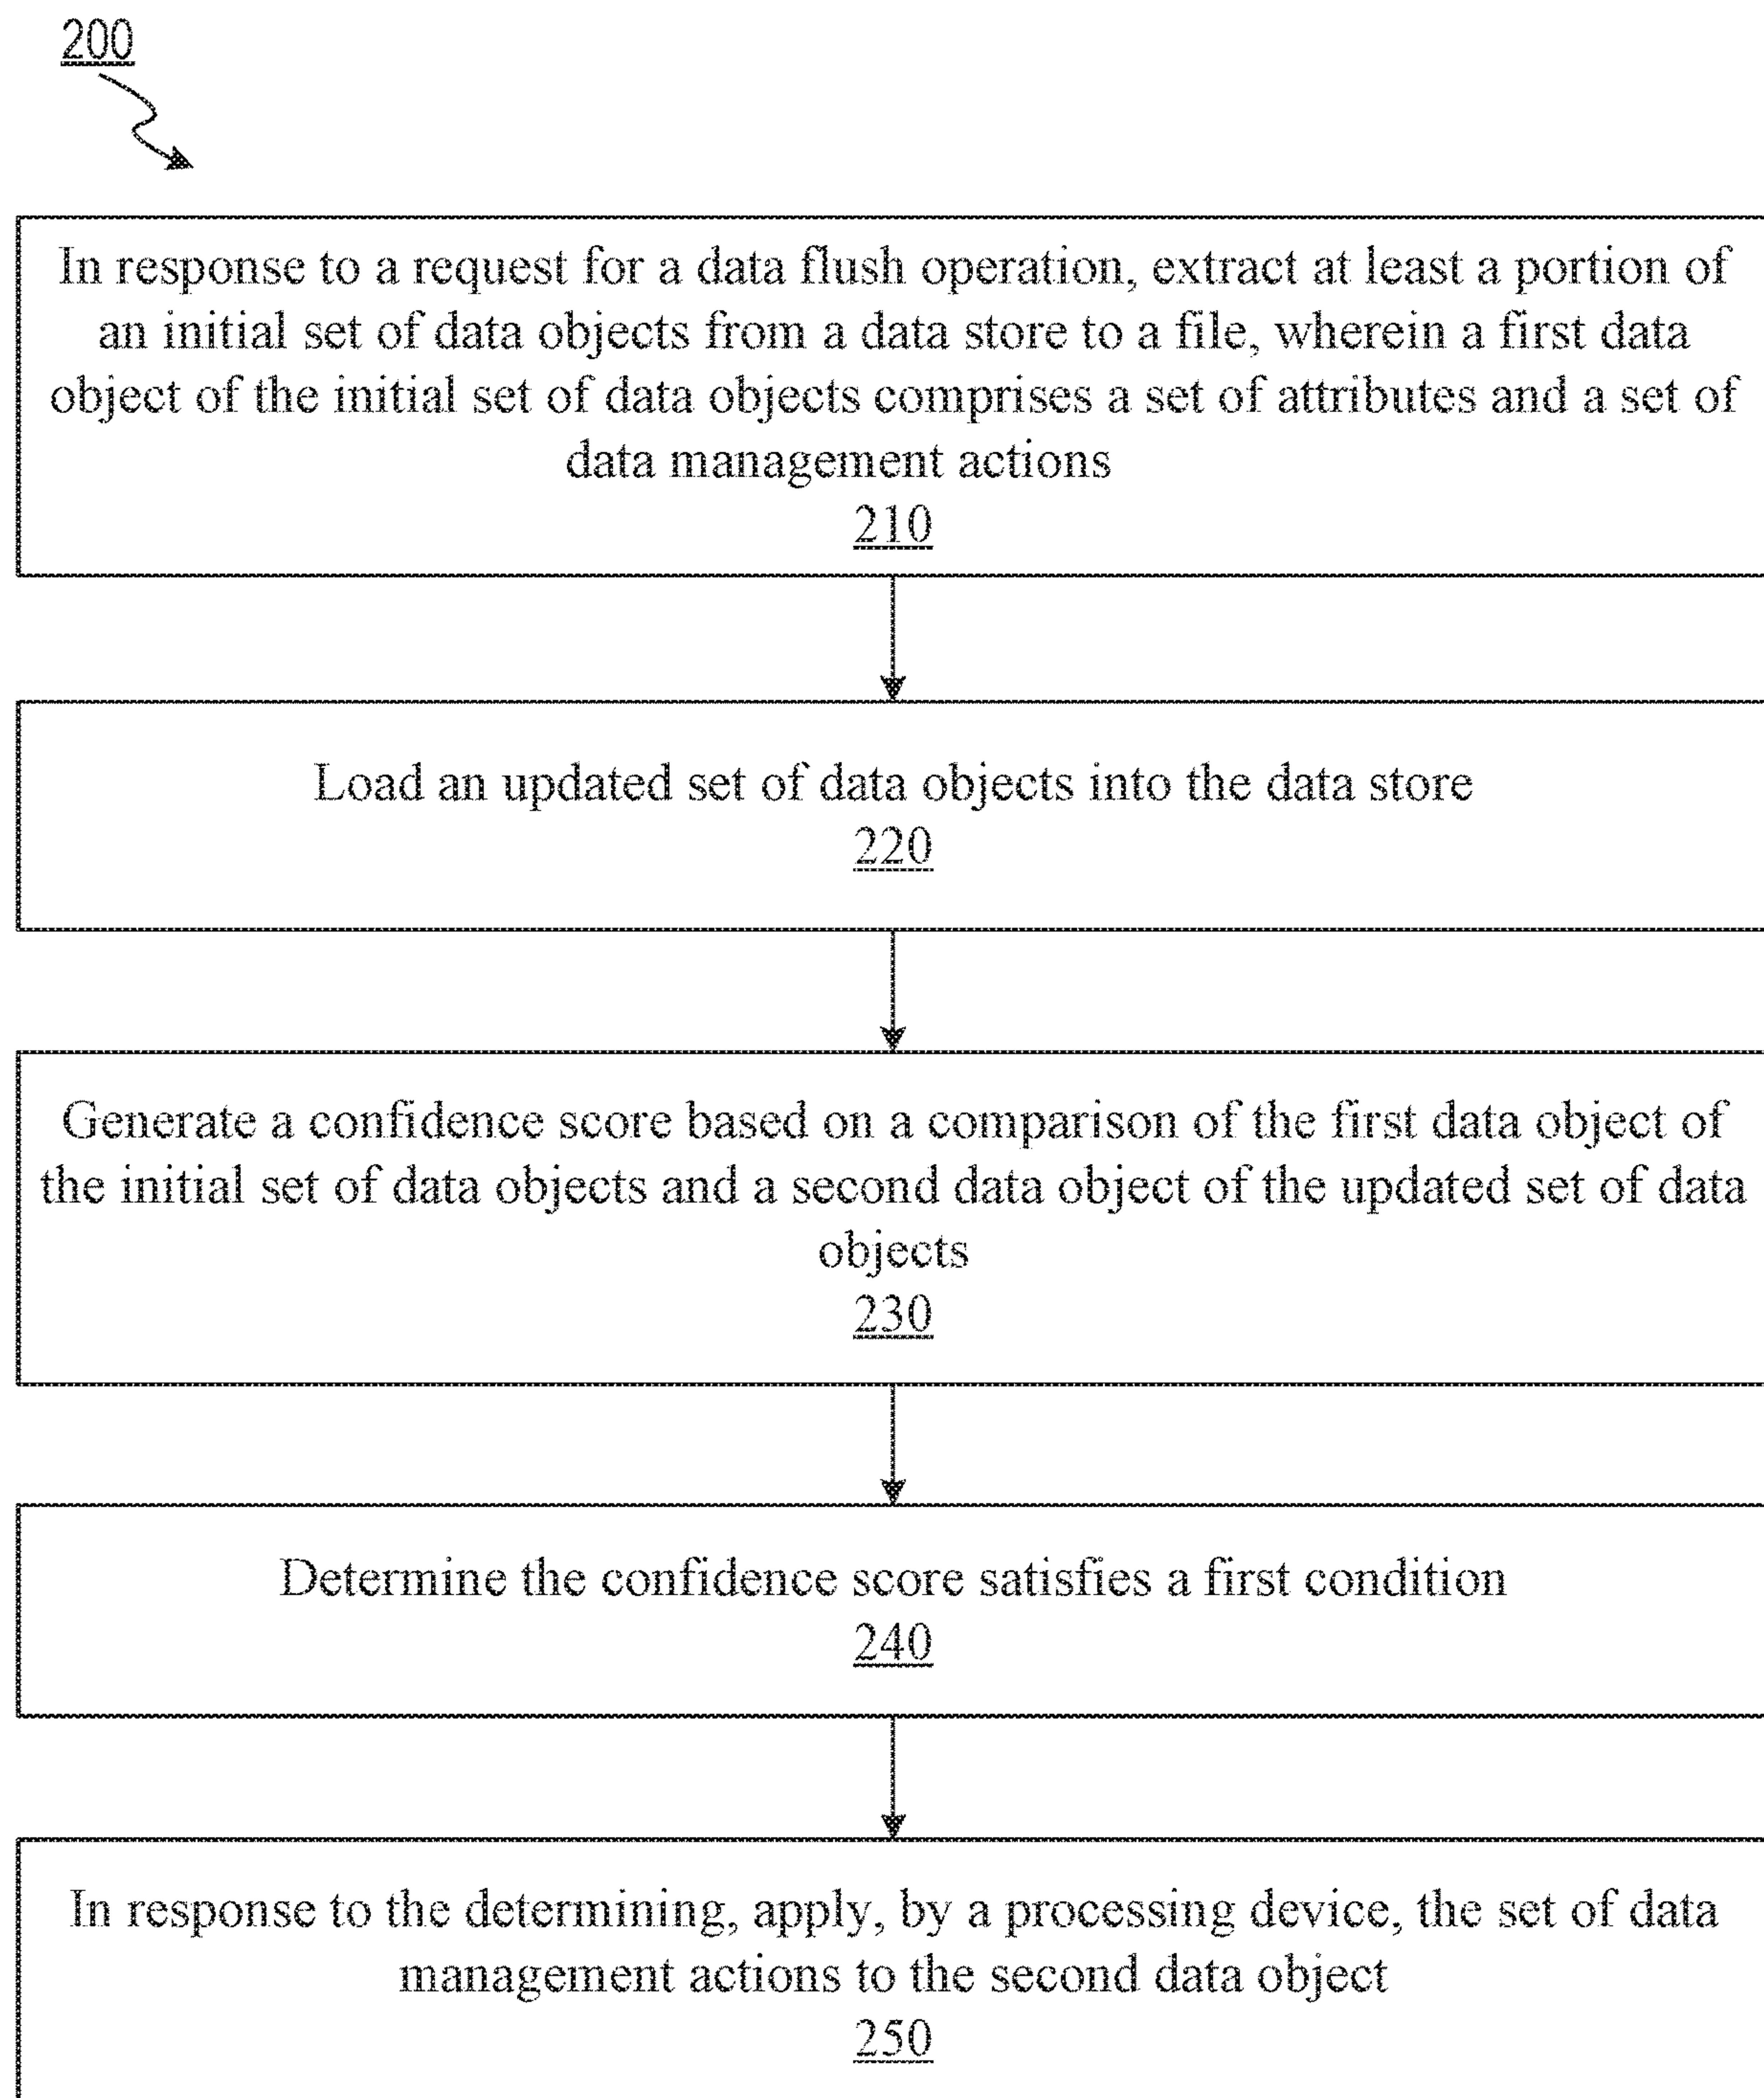 200
In response to a request for a data flush operation, extract at least a portion of
an initial set of data objects from a data store to a file, wherein a first data
object of the initial set of data objects comprises a set of attributes and a set of
data management actions
210
Load an updated set of data objects into the data store
220
Generate a confidence score based on a comparison of the first data object of
the initial set of data objects and a second data object of the updated set of data
objects
230
Determine the confidence score satisfies a first condition
240
In response to the determining, apply, by a processing device, the set of data
management actions to the second data object
250